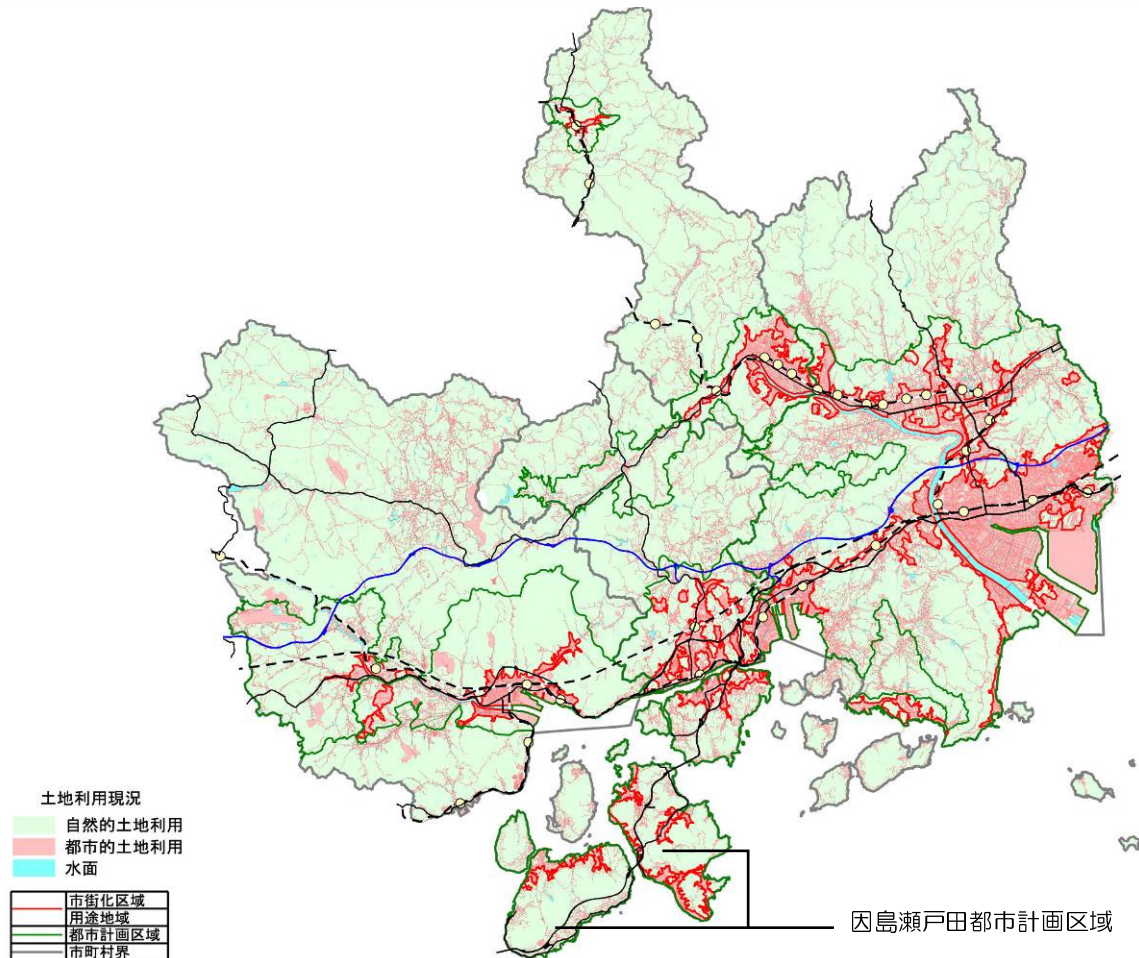 土地利用現況
自然的土地利用
都市的土地利用
水面
市街化区域
用途地域
都市計画区域
市町村界
因島瀬戸田都市計画区域